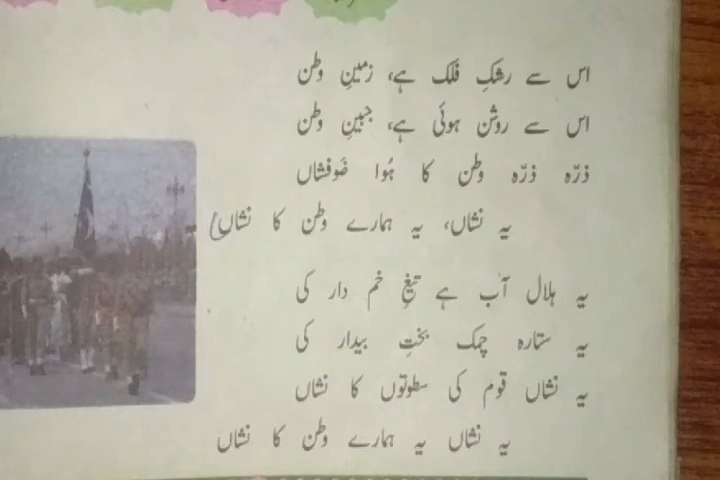 اس سے رشکِ فلک ہے، زمینِ وطن
اس سے روشن ہوئی ہے، جبینِ وطن
ذرّہ ذرّہ وطن کا ہُوا ضَوفشاں
یہ نشاں، یہ ہمارے وطن کا نشاں
یہ ہلال آب ہے تیغِ خم دار کی
یہ ستارہ چمک بختِ بیدار کی
یہ نشاں قوم کی سطوتوں کا نشاں
یہ نشاں یہ ہمارے وطن کا نشاں